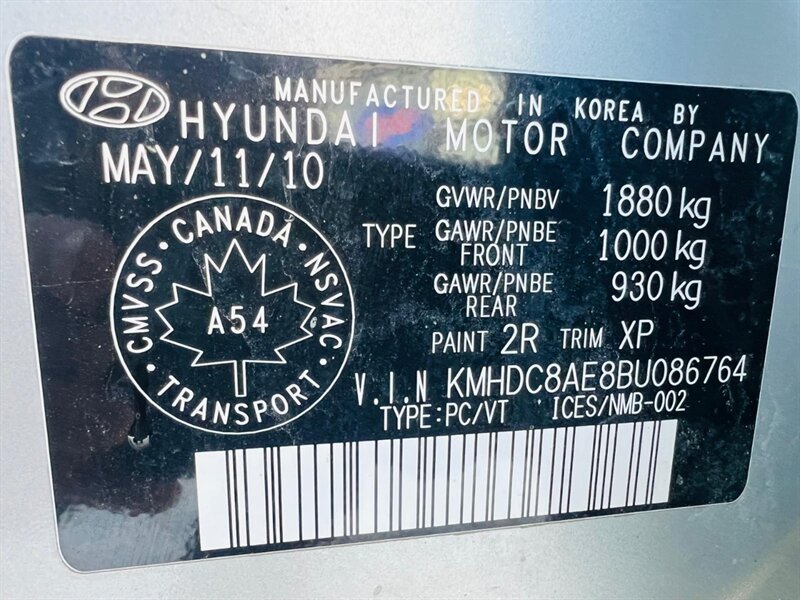 MANUFACTURED IN KOREA BY
HYUNDAI MOTOR COMPANY
MAY/11/10
GVWR/PNBV 1880 kg
TYPE GAWR/PNBE FRONT 1000 kg
GAWR/PNBE REAR 930 kg
PAINT 2R TRIM XP
V.I.N KMHDC8AE8BU086764
TYPE:PC/VT ICES/NMB-002
CMVSS · CANADA · NSVAC · TRANSPORT ·
A54